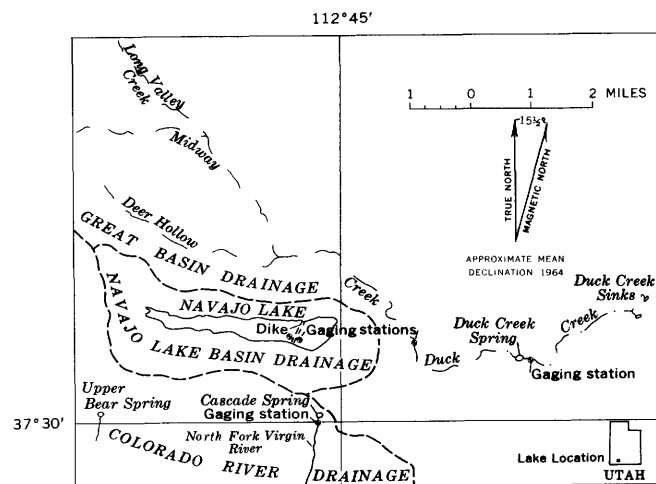 112°45′
Long Valley
Creek
Midway
1 0 1 2 MILES
15½°
TRUE NORTH
MAGNETIC NORTH
APPROXIMATE MEAN
DECLINATION 1964
Deer Hollow
GREAT BASIN DRAINAGE
Creek
Duck Creek
Sinks
NAVAJO LAKE
Dike
Gaging stations
NAVAJO LAKE BASIN DRAINAGE
Duck Creek
Spring
Creek
Duck
Gaging station
Upper
Bear Spring
Cascade Spring
Gaging station
37°30′
North Fork Virgin
River
COLORADO RIVER
DRAINAGE
Lake Location
UTAH